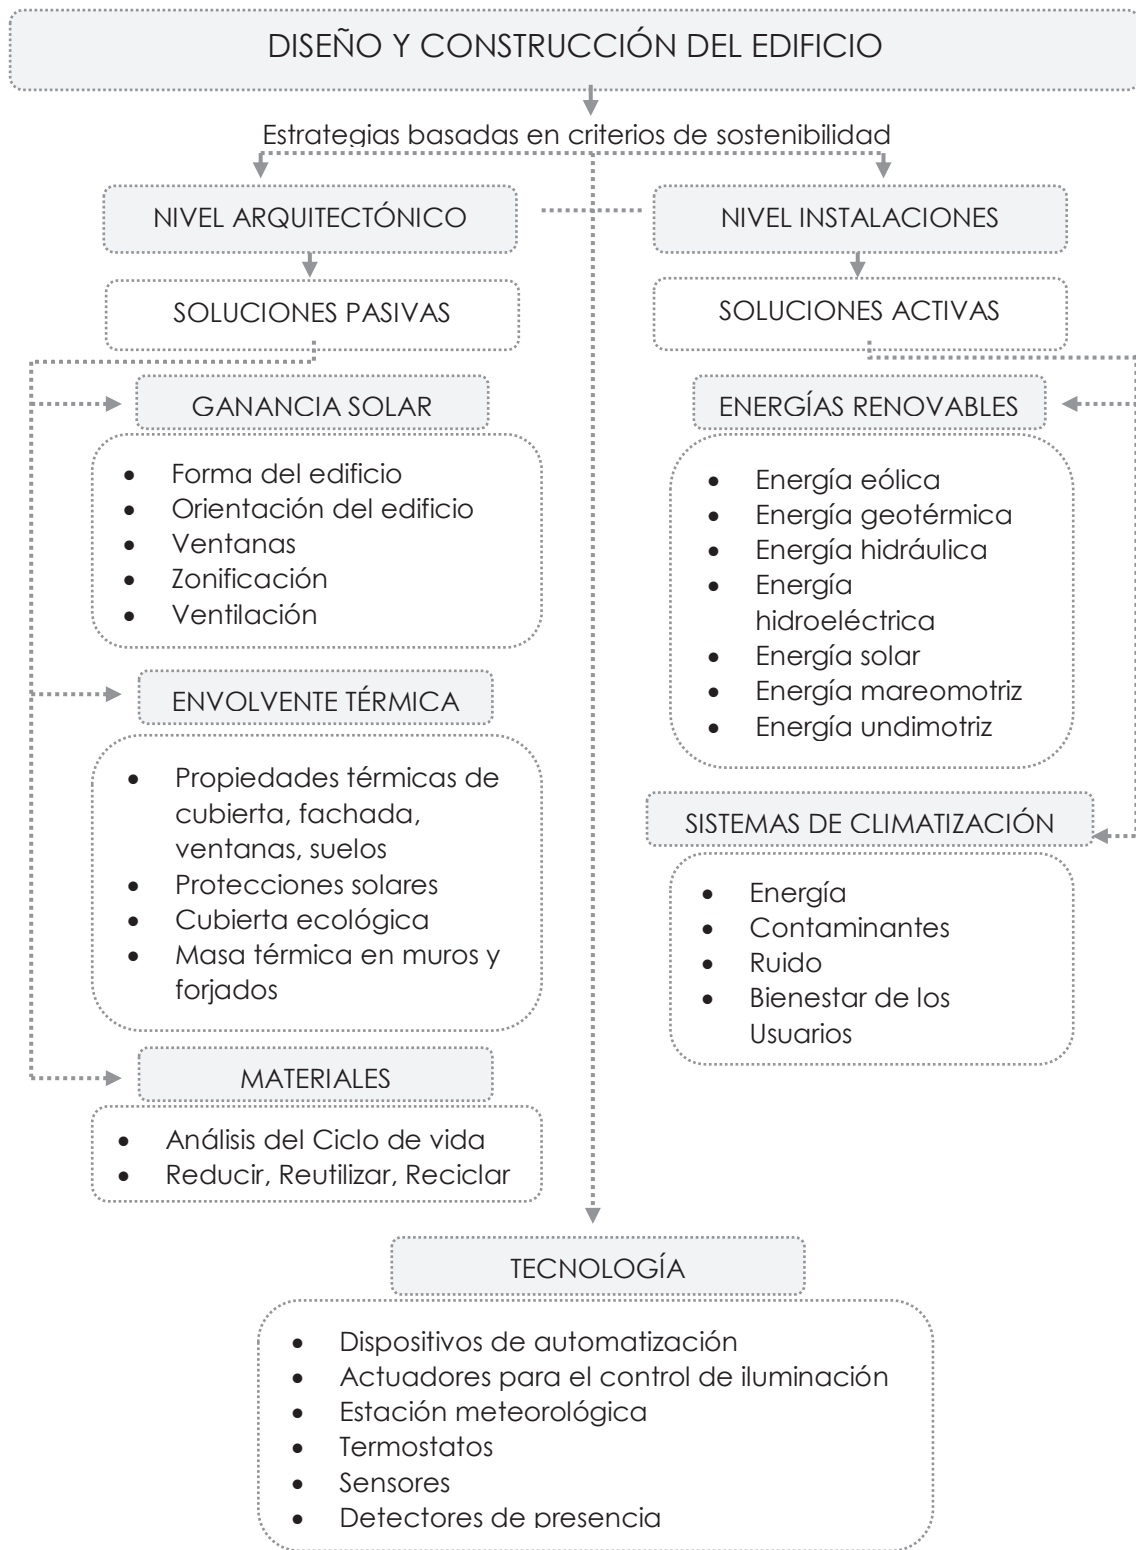 DISEÑO Y CONSTRUCCIÓN DEL EDIFICIO
Estrategias basadas en criterios de sostenibilidad
NIVEL ARQUITECTÓNICO
NIVEL INSTALACIONES
SOLUCIONES PASIVAS
SOLUCIONES ACTIVAS
GANANCIA SOLAR
• Forma del edificio
• Orientación del edificio
• Ventanas
• Zonificación
• Ventilación
ENVOLVENTE TÉRMICA
• Propiedades térmicas de
cubierta, fachada,
ventanas, suelos
• Protecciones solares
• Cubierta ecológica
• Masa térmica en muros y
forjados
MATERIALES
• Análisis del Ciclo de vida
• Reducir, Reutilizar, Reciclar
ENERGÍAS RENOVABLES
• Energía eólica
• Energía geotérmica
• Energía hidráulica
• Energía
hidroeléctrica
• Energía solar
• Energía mareomotriz
• Energía undimotriz
SISTEMAS DE CLIMATIZACIÓN
• Energía
• Contaminantes
• Ruido
• Bienestar de los
Usuarios
TECNOLOGÍA
• Dispositivos de automatización
• Actuadores para el control de iluminación
• Estación meteorológica
• Termostatos
• Sensores
• Detectores de presencia